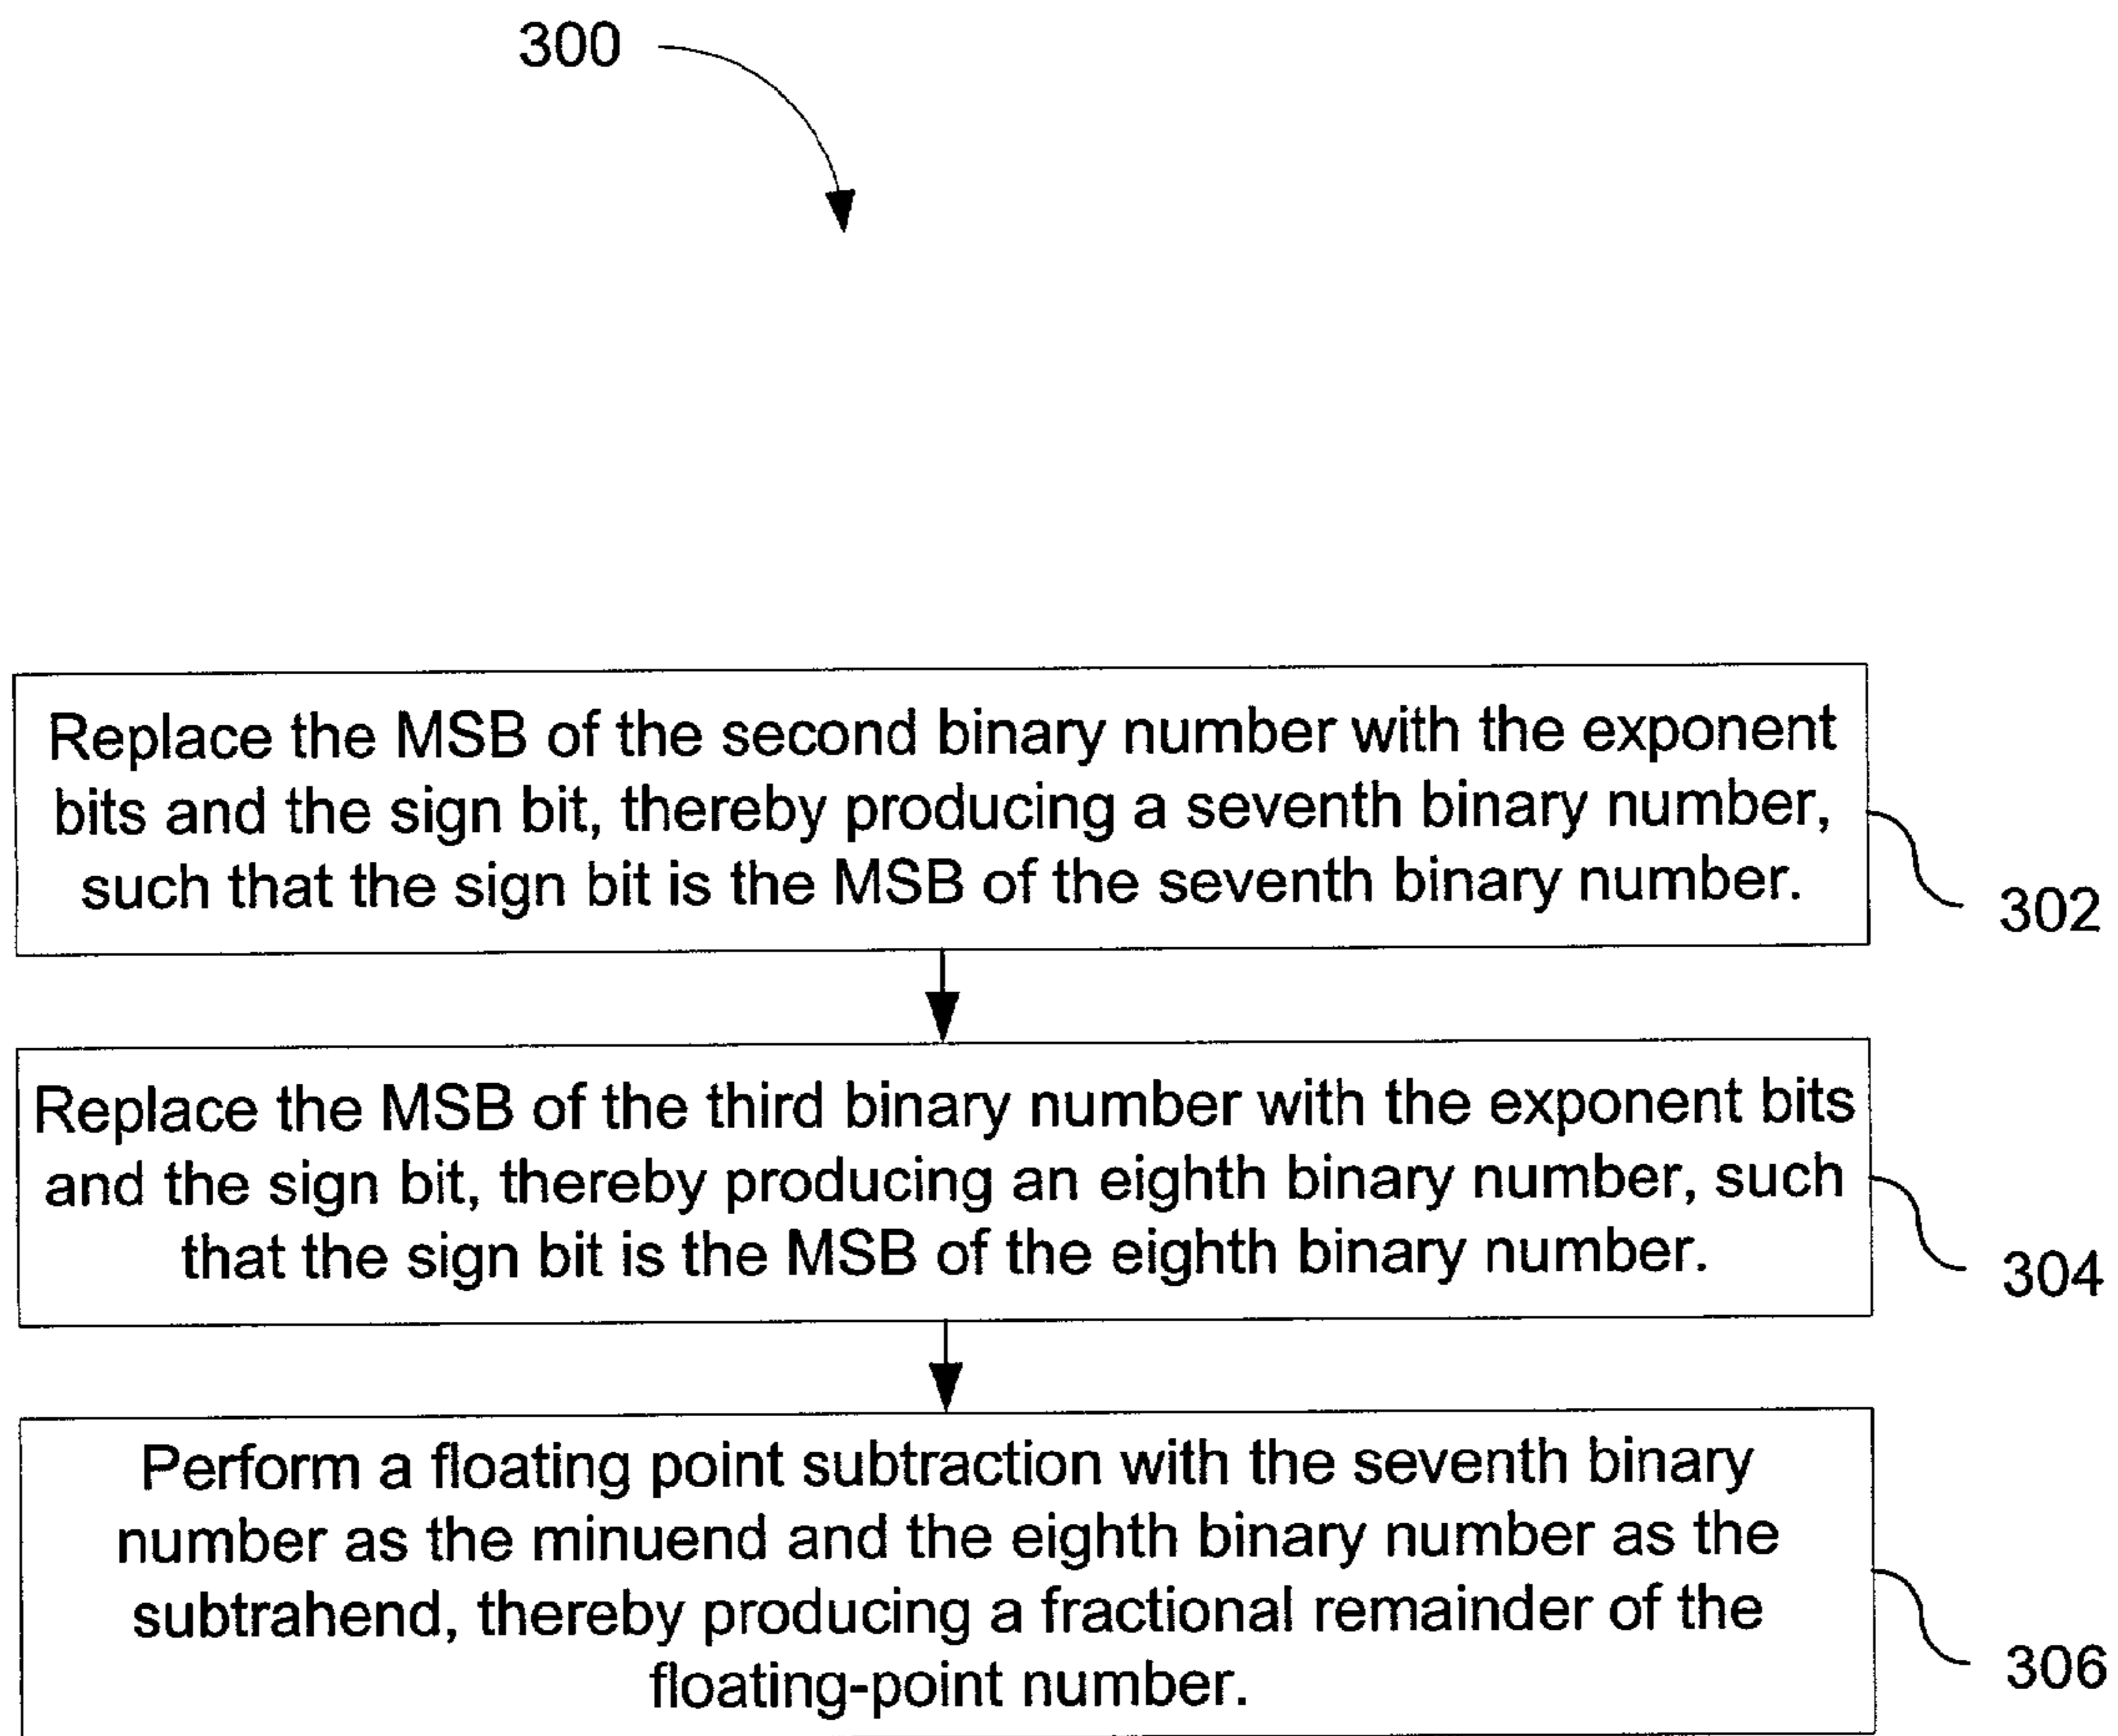 300
Replace the MSB of the second binary number with the exponent
bits and the sign bit, thereby producing a seventh binary number,
such that the sign bit is the MSB of the seventh binary number.
302
Replace the MSB of the third binary number with the exponent bits
and the sign bit, thereby producing an eighth binary number, such
that the sign bit is the MSB of the eighth binary number.
304
Perform a floating point subtraction with the seventh binary
number as the minuend and the eighth binary number as the
subtrahend, thereby producing a fractional remainder of the
floating-point number.
306